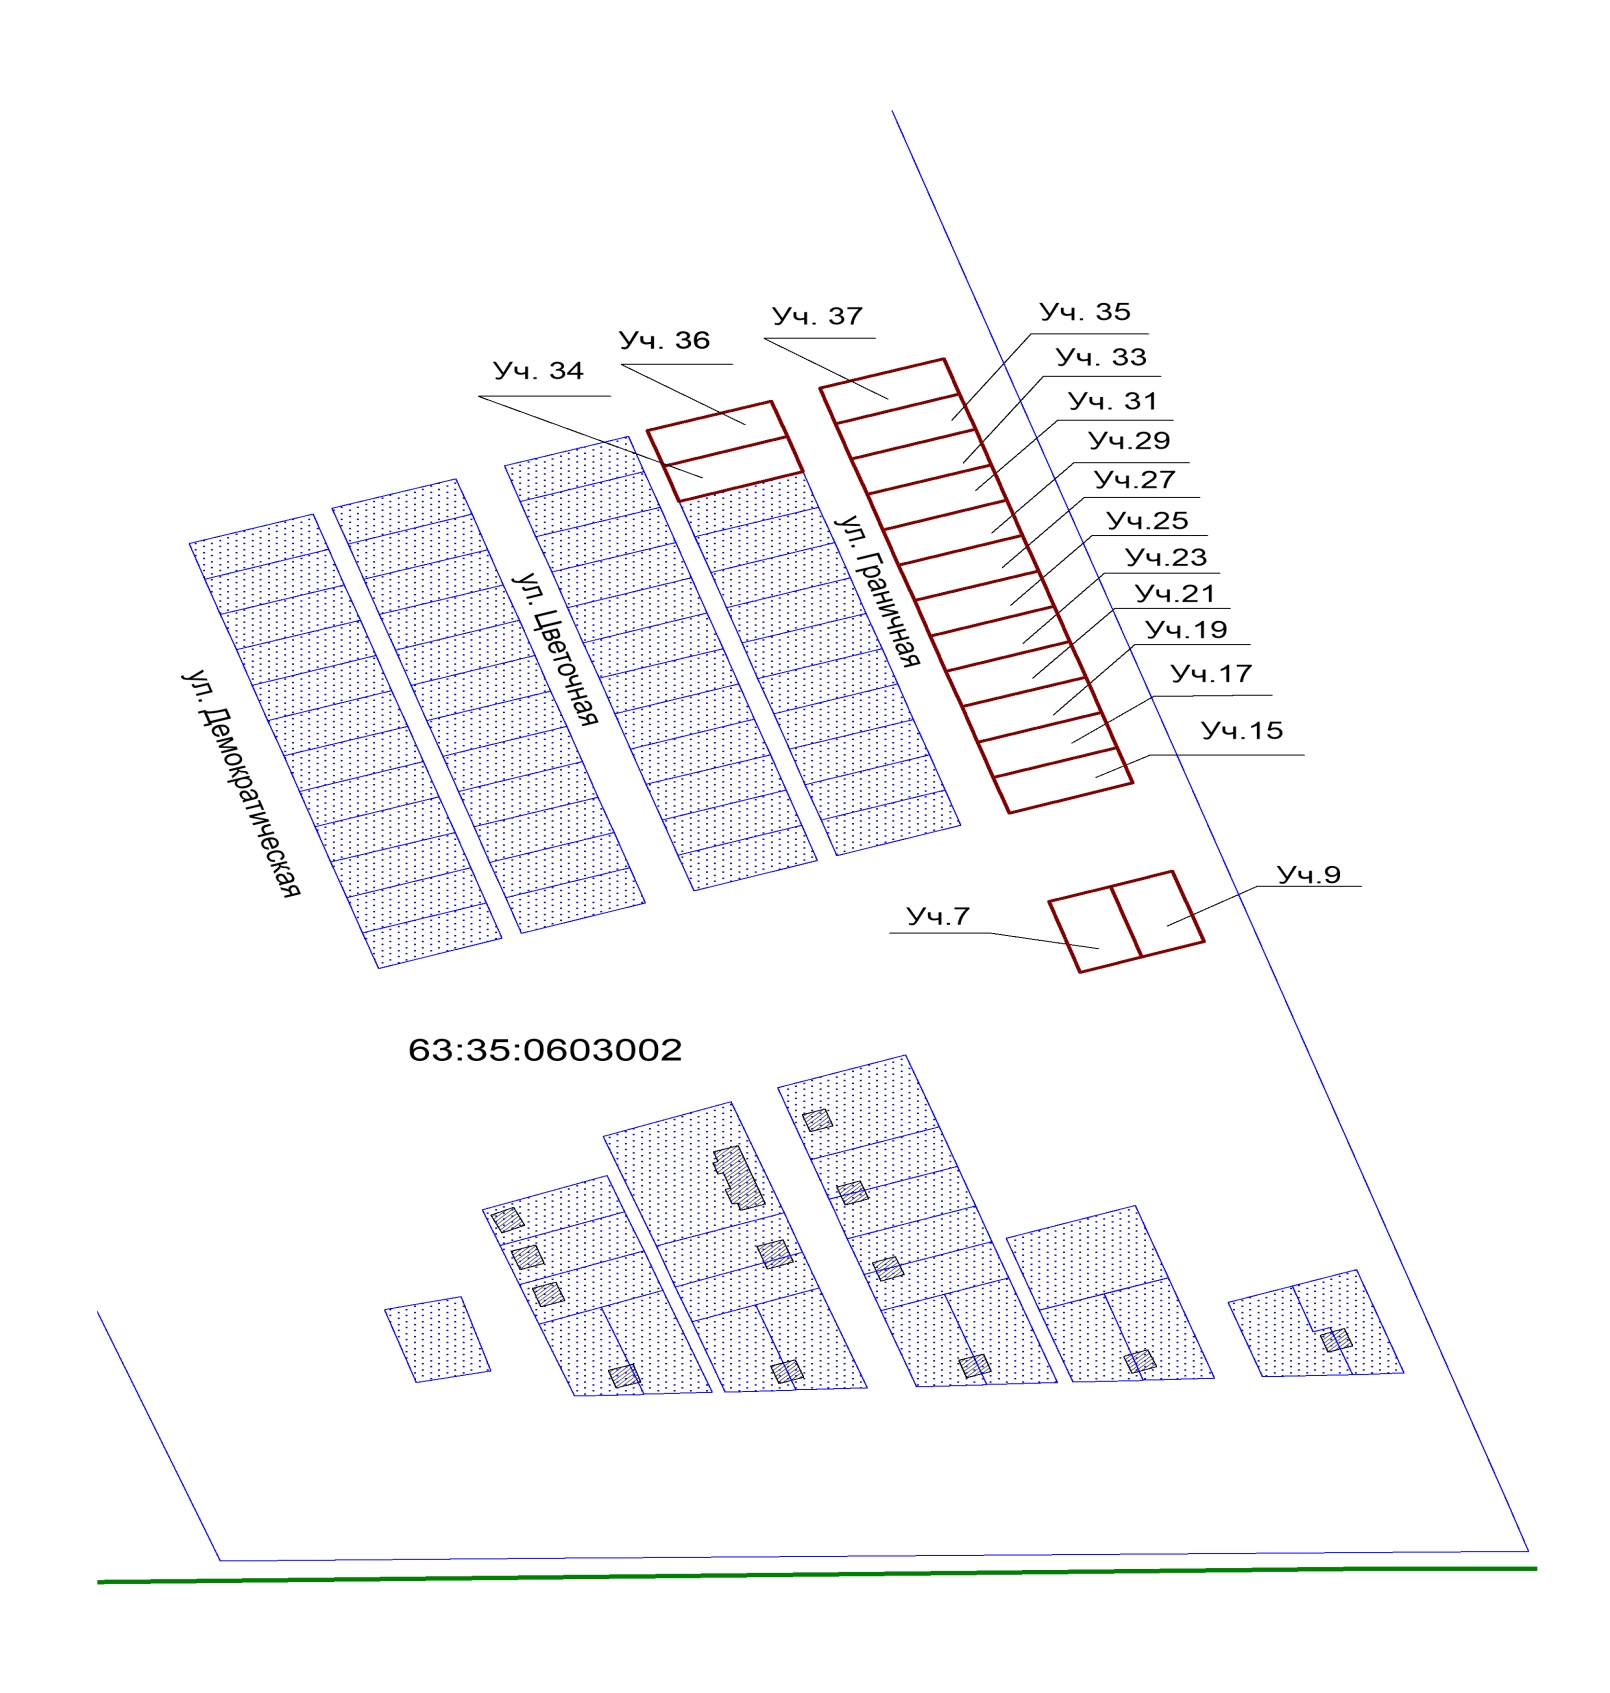 Уч. 35
Уч. 37
Уч. 36
Уч. 33
Уч. 34
Уч. 31
Уч.29
Уч.27
Уч.25
Уч.23
Уч.21
Уч.19
Уч.17
Уч.15
ул. Граничная
ул. Цветочная
ул. Демократическая
Уч.9
Уч.7
63:35:0603002